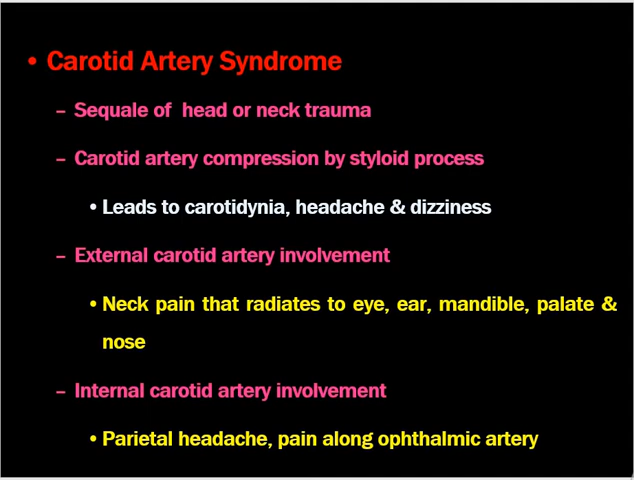 • Carotid Artery Syndrome
– Sequale of head or neck trauma
– Carotid artery compression by styloid process
• Leads to carotidynia, headache & dizziness
– External carotid artery involvement
• Neck pain that radiates to eye, ear, mandible, palate &
nose
– Internal carotid artery involvement
• Parietal headache, pain along ophthalmic artery